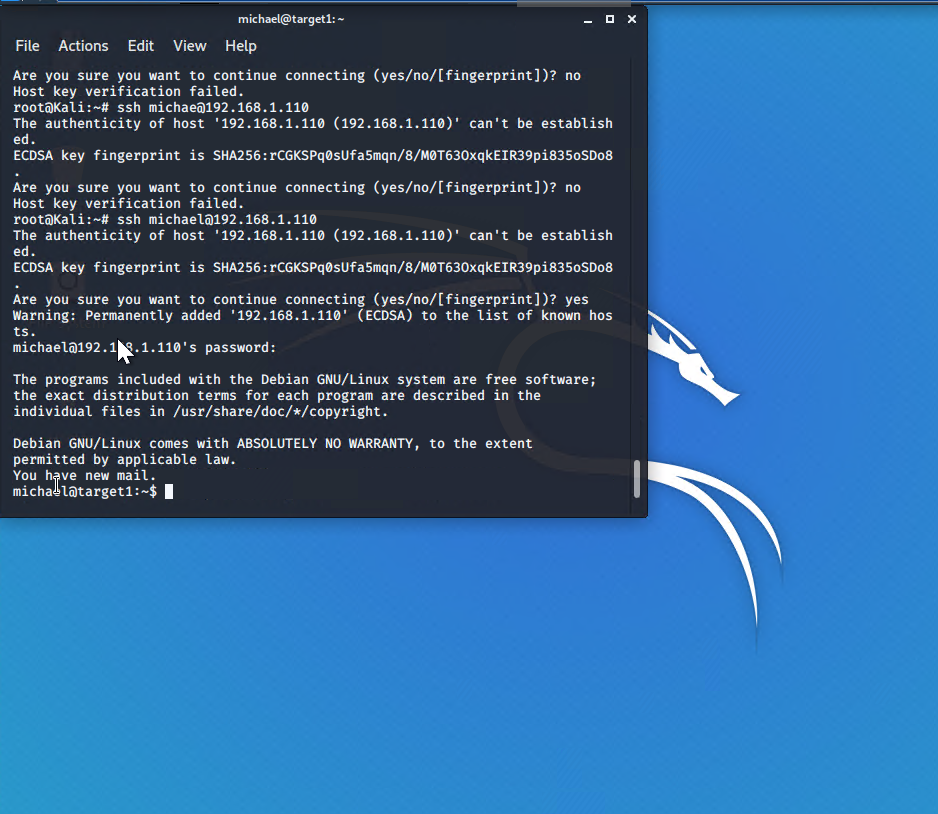 michael@target1: ~
File Actions Edit View Help
Are you sure you want to continue connecting (yes/no/[fingerprint])? no
Host key verification failed.
root@Kali:~# ssh michae@192.168.1.110
The authenticity of host '192.168.1.110 (192.168.1.110)' can't be establish
ed.
ECDSA key fingerprint is SHA256:rCGKSPq0sUfa5mqn/8/M0T63OxqkEIR39pi835oSDo8
.
Are you sure you want to continue connecting (yes/no/[fingerprint])? no
Host key verification failed.
root@Kali:~# ssh michael@192.168.1.110
The authenticity of host '192.168.1.110 (192.168.1.110)' can't be establish
ed.
ECDSA key fingerprint is SHA256:rCGKSPq0sUfa5mqn/8/M0T63OxqkEIR39pi835oSDo8
.
Are you sure you want to continue connecting (yes/no/[fingerprint])? yes
Warning: Permanently added '192.168.1.110' (ECDSA) to the list of known hos
ts.
michael@192.168.1.110's password:
The programs included with the Debian GNU/Linux system are free software;
the exact distribution terms for each program are described in the
individual files in /usr/share/doc/*/copyright.
Debian GNU/Linux comes with ABSOLUTELY NO WARRANTY, to the extent
permitted by applicable law.
You have new mail.
michael@target1:~$